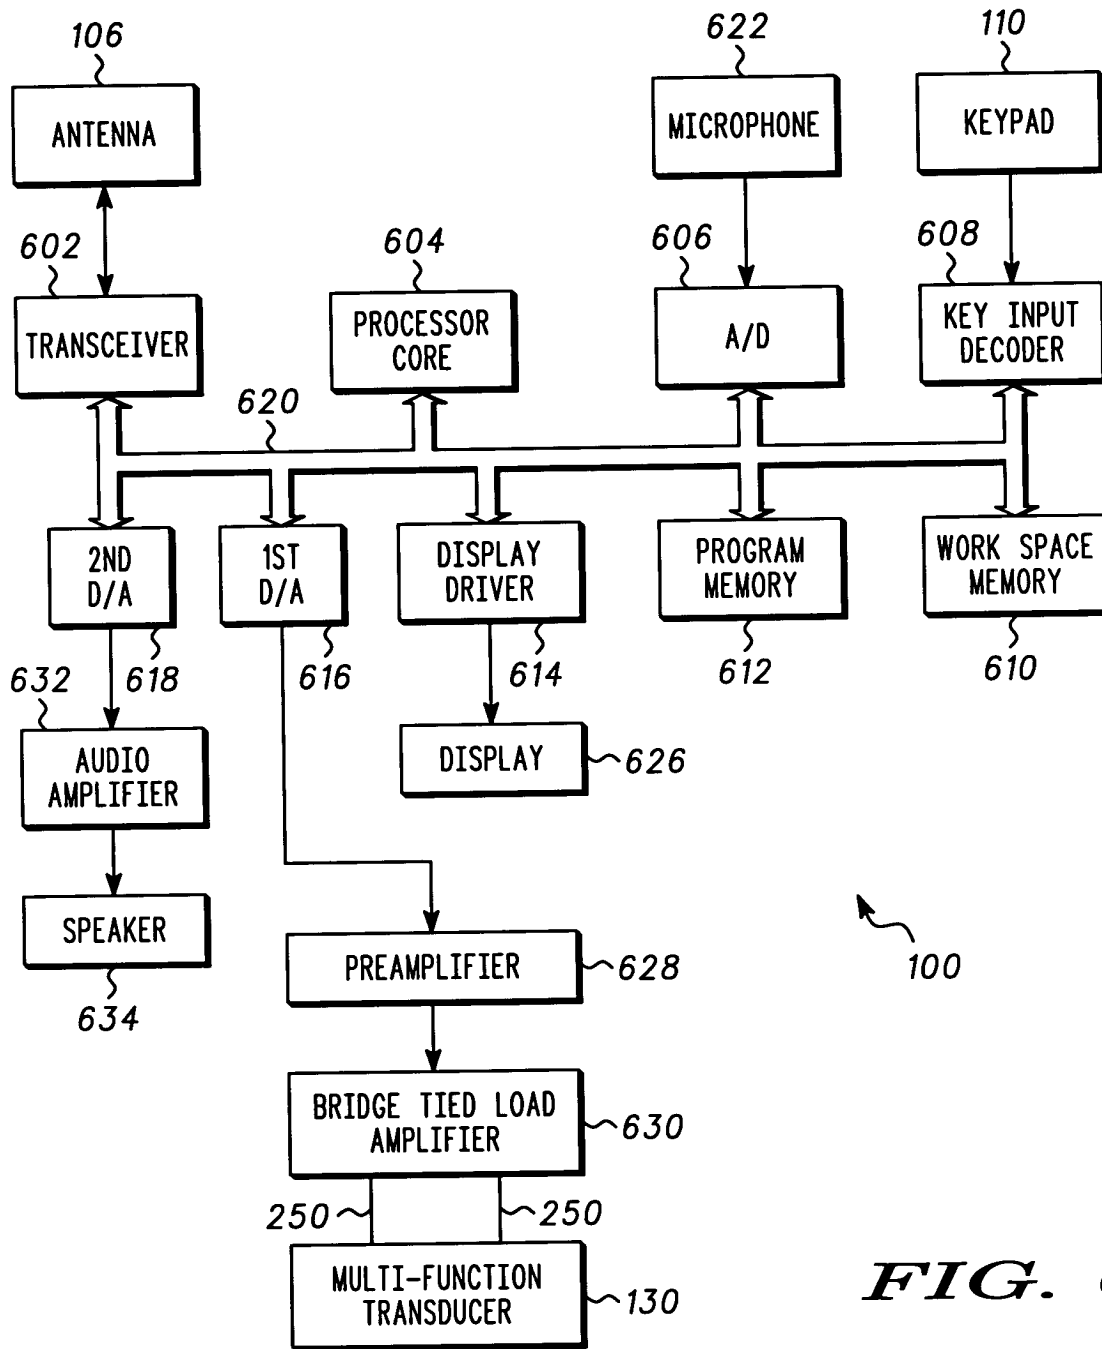 106
622
110
ANTENNA
MICROPHONE
KEYPAD
602
604
606
608
TRANSCEIVER
PROCESSOR
CORE
A/D
KEY INPUT
DECODER
620
2ND
D/A
1ST
D/A
DISPLAY
DRIVER
PROGRAM
MEMORY
WORK SPACE
MEMORY
632
618
616
614
612
610
AUDIO
AMPLIFIER
DISPLAY
626
SPEAKER
634
PREAMPLIFIER
628
100
BRIDGE TIED LOAD
AMPLIFIER
630
250
250
MULTI-FUNCTION
TRANSDUCER
130
FIG.